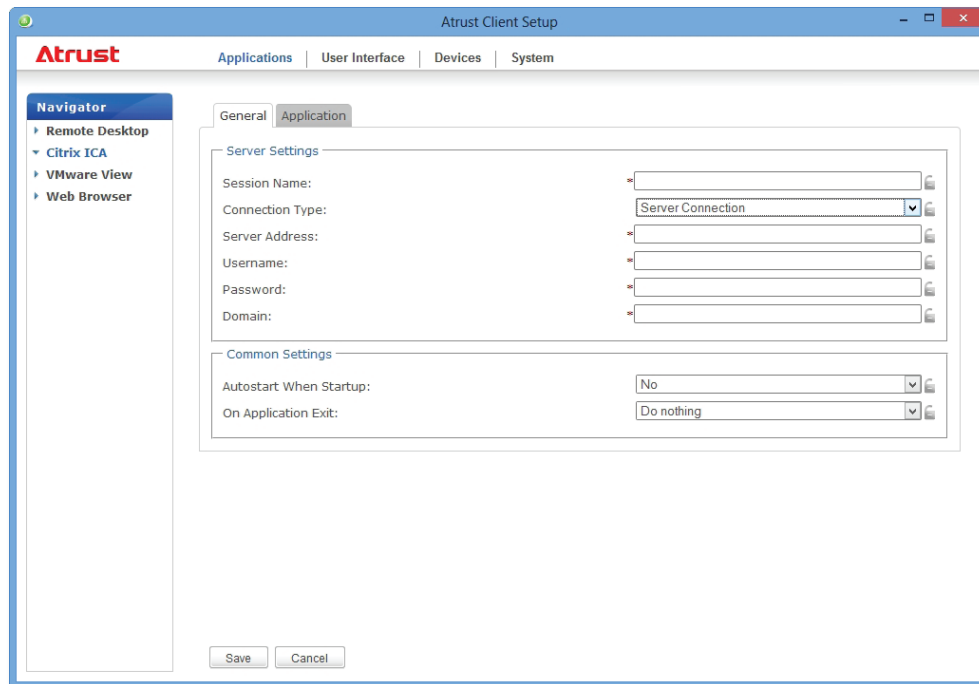 Atrust Client Setup
Atrust
Applications | User Interface | Devices | System
Navigator
Remote Desktop
Citrix ICA
VMware View
Web Browser
General Application
Server Settings
Session Name: *
Connection Type: Server Connection
Server Address: *
Username: *
Password: *
Domain: *
Common Settings
Autostart When Startup: No
On Application Exit: Do nothing
Save Cancel